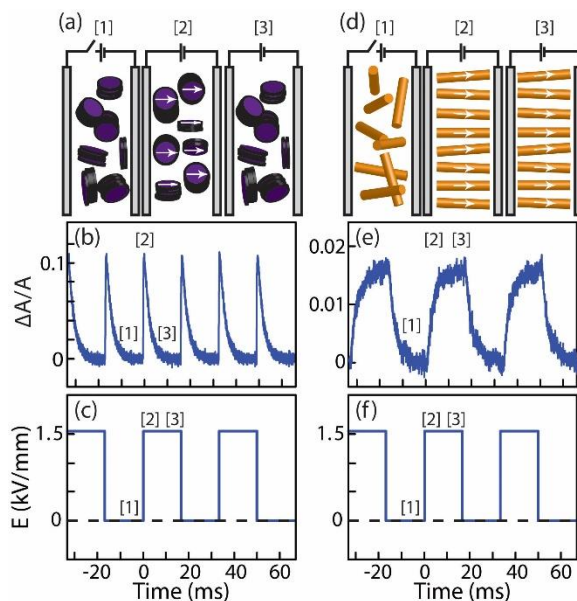 (a) [1] [2] [3] (d) [1] [2] [3]
(b) [2] (e) [2] [3]
0.1 0.02
ΔA/A [1] [3] 0.01 [1]
0 0
(c) [2] [3] (f) [2] [3]
E (kV/mm) 1.5 1.5
[1] [1]
0 0
-20 0 20 40 60 -20 0 20 40 60
Time (ms) Time (ms)